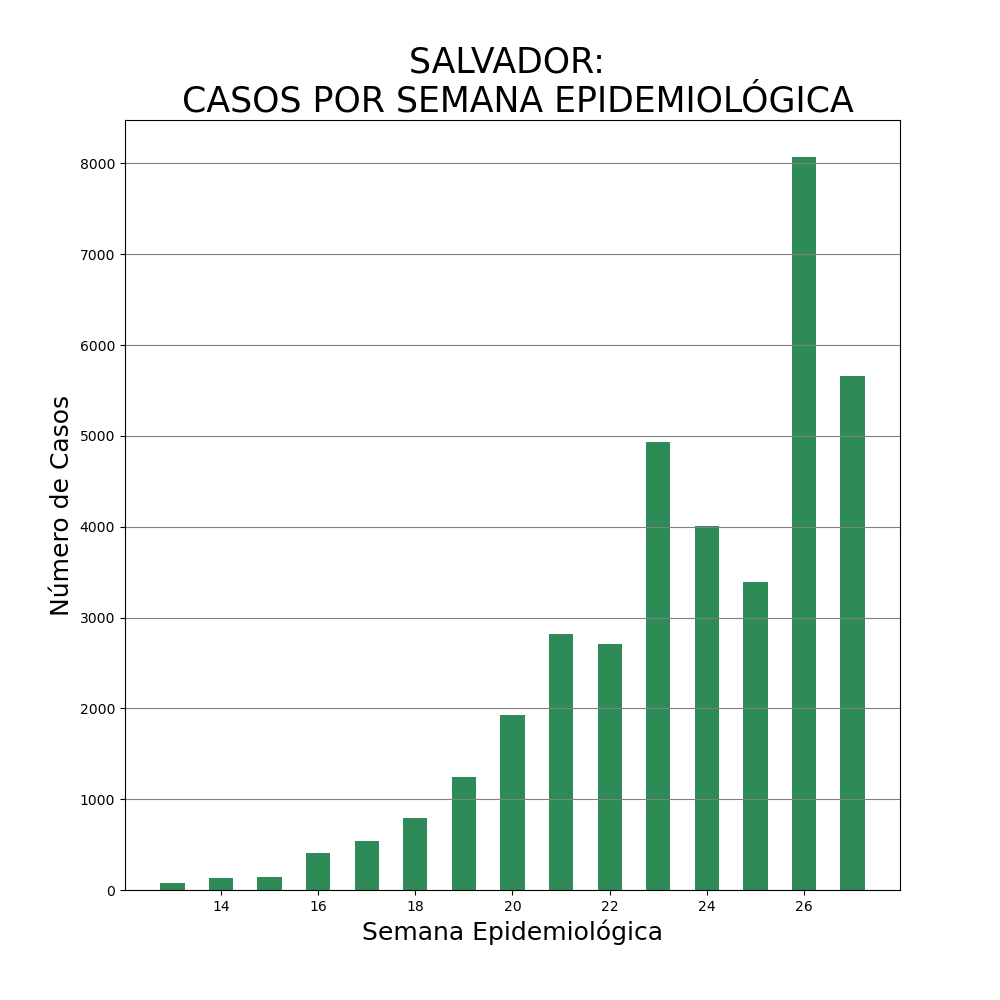 SALVADOR:
CASOS POR SEMANA EPIDEMIOLÓGICA
8000
7000
6000
5000
4000
3000
2000
1000
0
Número de Casos
14 16 18 20 22 24 26
Semana Epidemiológica